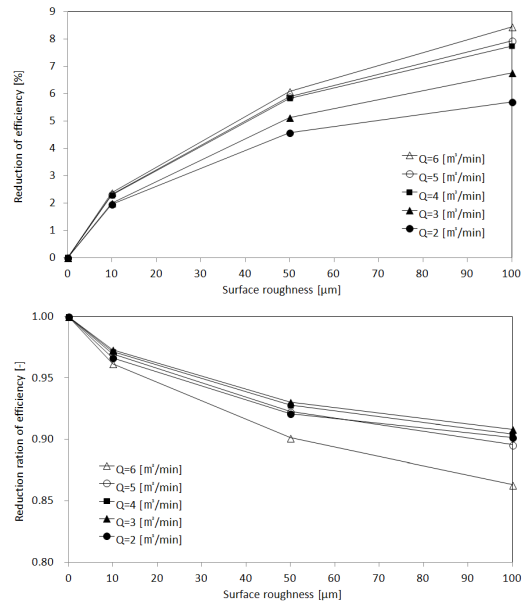 9
8
7
6
5
4
3
2
1
0
Reduction of efficiency [%]
Q=6 [㎥/min]
Q=5 [㎥/min]
Q=4 [㎥/min]
Q=3 [㎥/min]
Q=2 [㎥/min]
0 10 20 30 40 50 60 70 80 90 100
Surface roughness [μm]
1.00
0.95
0.90
0.85
0.80
Reduction ration of efficiency [-]
Q=6 [㎥/min]
Q=5 [㎥/min]
Q=4 [㎥/min]
Q=3 [㎥/min]
Q=2 [㎥/min]
0 10 20 30 40 50 60 70 80 90 100
Surface roughness [μm]